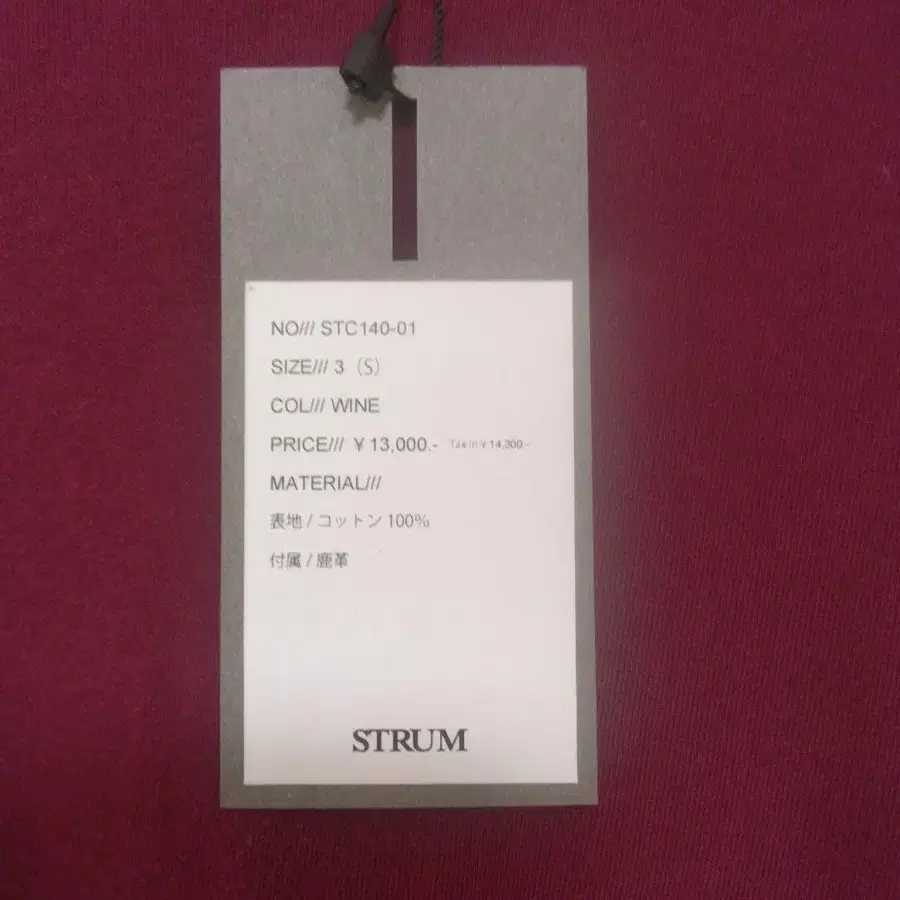 NO/// STC140-01
SIZE/// 3 (S)
COL/// WINE
PRICE/// ¥13,000.- Tax in ¥14,300.-
MATERIAL///
表地 / コットン 100%
付属 / 鹿革
STRUM